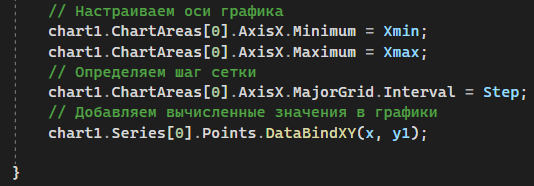 // Настраиваем оси графика
chart1.ChartAreas[0].AxisX.Minimum = Xmin;
chart1.ChartAreas[0].AxisX.Maximum = Xmax;
// Определяем шаг сетки
chart1.ChartAreas[0].AxisX.MajorGrid.Interval = Step;
// Добавляем вычисленные значения в графики
chart1.Series[0].Points.DataBindXY(x, y1);
}